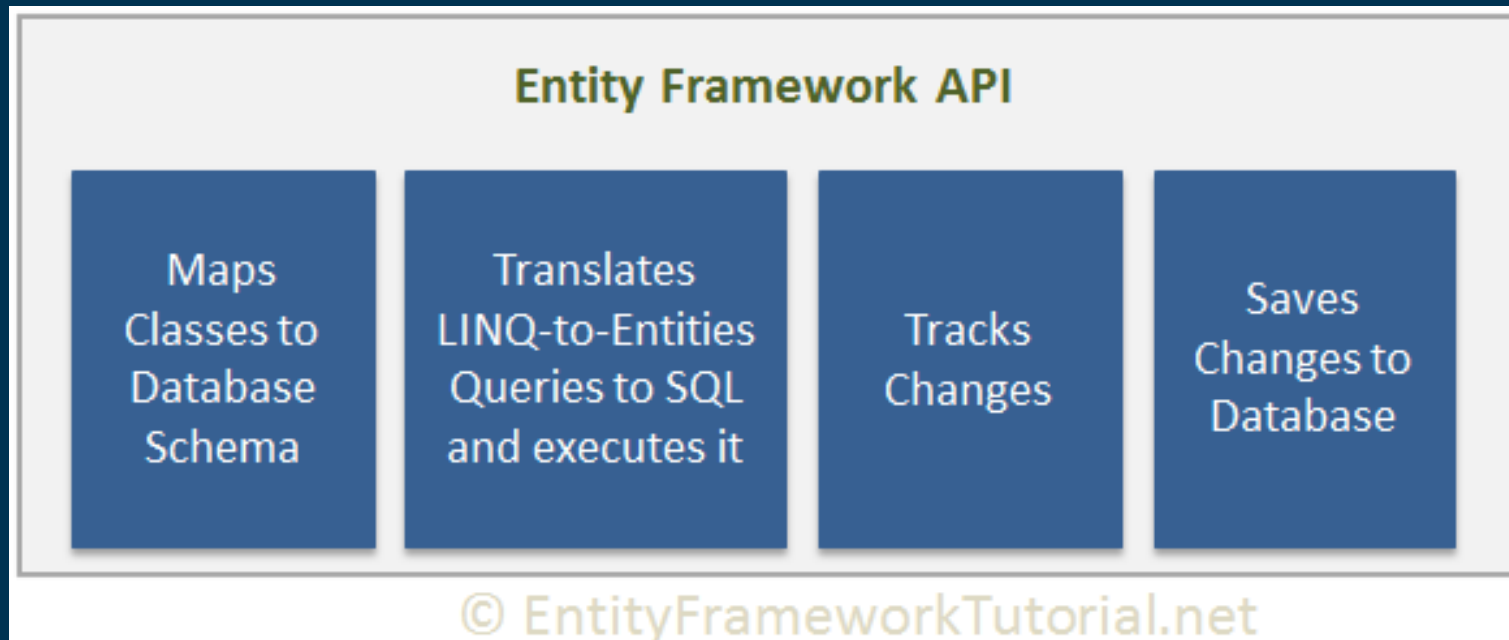 Entity Framework API
Maps
Classes to
Database
Schema
Translates
LINQ-to-Entities
Queries to SQL
and executes it
Tracks
Changes
Saves
Changes to
Database
© EntityFrameworkTutorial.net